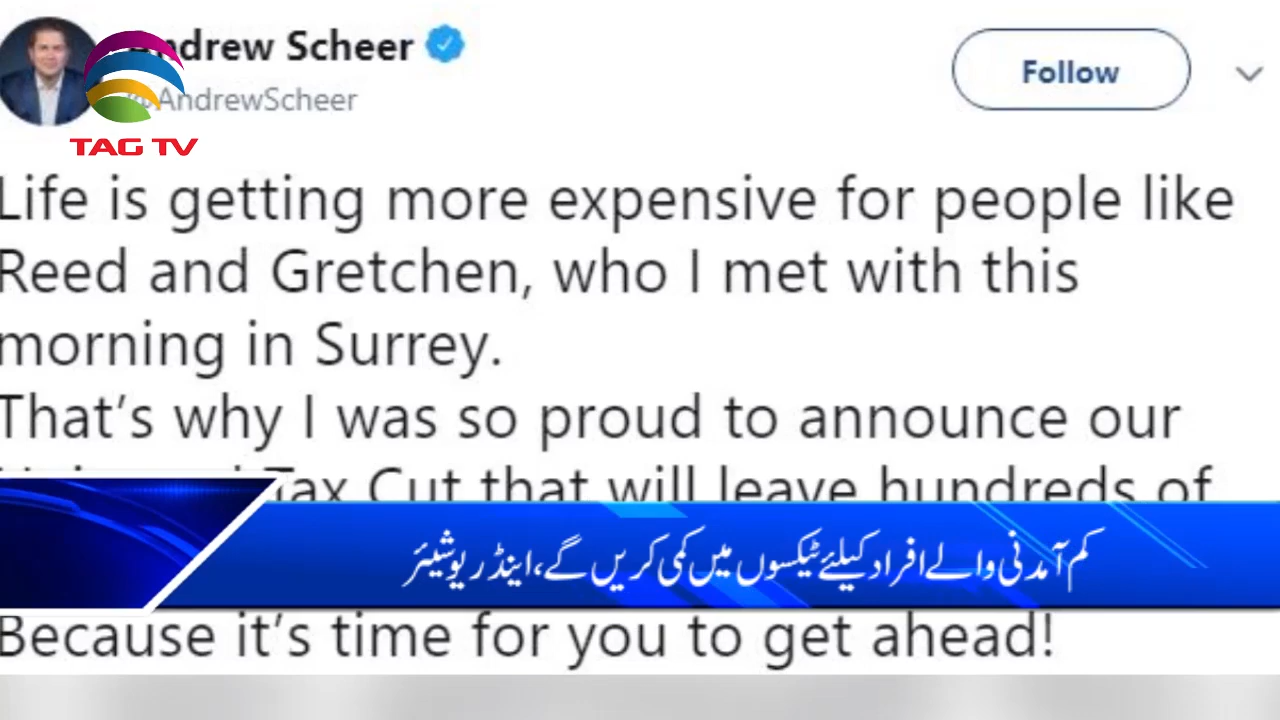 Andrew Scheer
@AndrewScheer
Follow
TAG TV
Life is getting more expensive for people like
Reed and Gretchen, who I met with this
morning in Surrey.
That's why I was so proud to announce our
Tax Cut that will leave hundreds of
کم آمدنی والے افراد کیلئے ٹیکسوں میں کمی کریں گے، اینڈریو شیئر
Because it's time for you to get ahead!